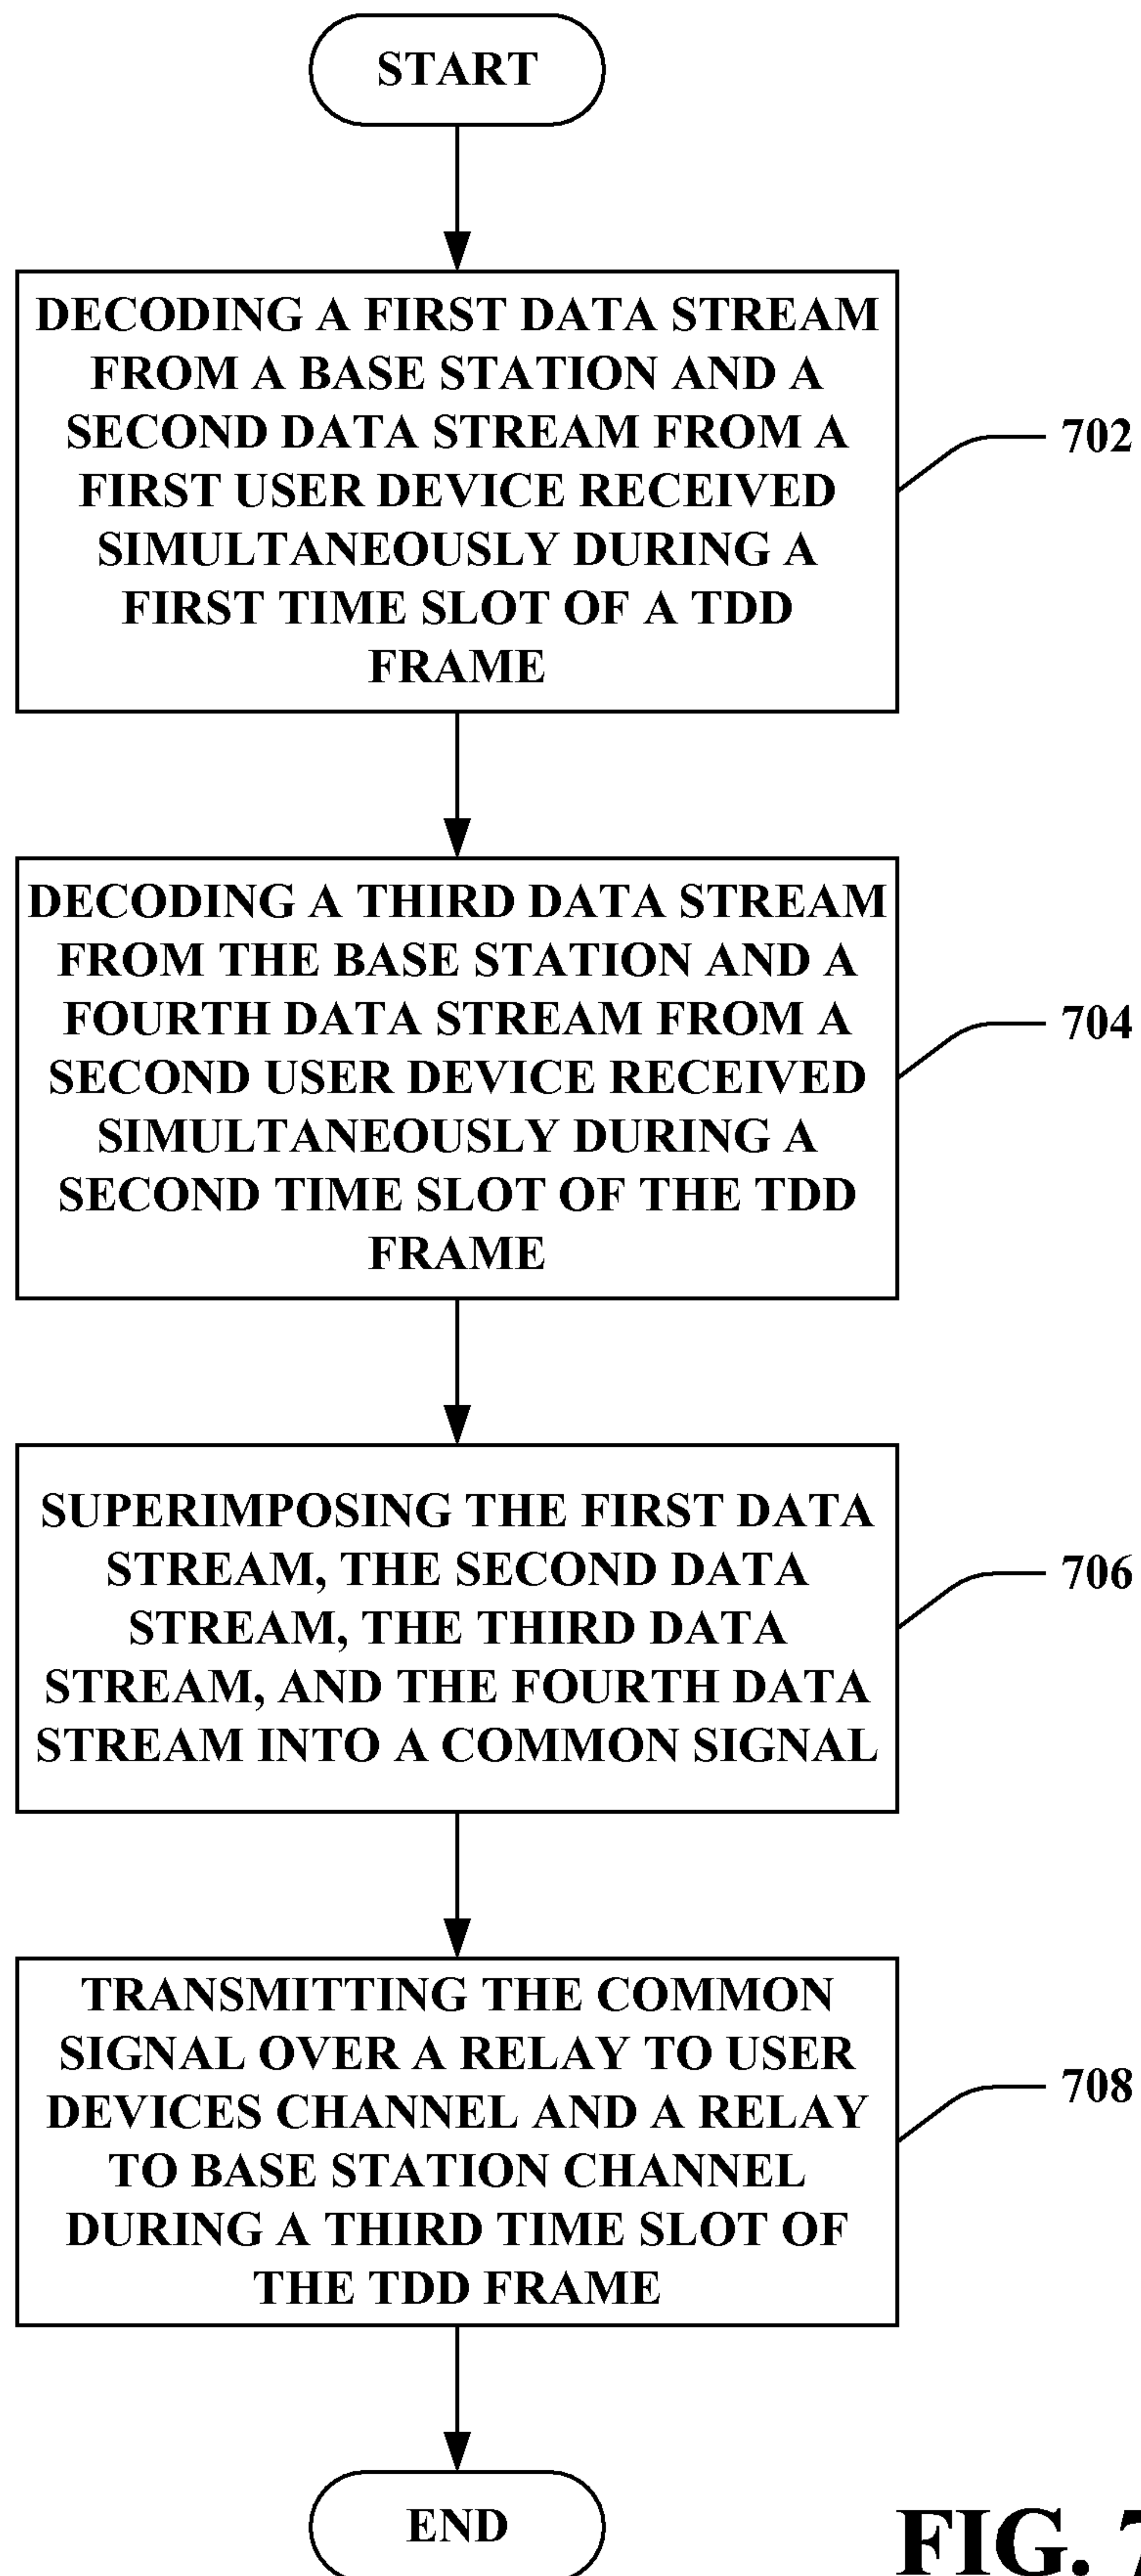 START
DECODING A FIRST DATA STREAM
FROM A BASE STATION AND A
SECOND DATA STREAM FROM A
FIRST USER DEVICE RECEIVED
SIMULTANEOUSLY DURING A
FIRST TIME SLOT OF A TDD
FRAME
702
DECODING A THIRD DATA STREAM
FROM THE BASE STATION AND A
FOURTH DATA STREAM FROM A
SECOND USER DEVICE RECEIVED
SIMULTANEOUSLY DURING A
SECOND TIME SLOT OF THE TDD
FRAME
704
SUPERIMPOSING THE FIRST DATA
STREAM, THE SECOND DATA
STREAM, THE THIRD DATA
STREAM, AND THE FOURTH DATA
STREAM INTO A COMMON SIGNAL
706
TRANSMITTING THE COMMON
SIGNAL OVER A RELAY TO USER
DEVICES CHANNEL AND A RELAY
TO BASE STATION CHANNEL
DURING A THIRD TIME SLOT OF
THE TDD FRAME
708
END
FIG. 7